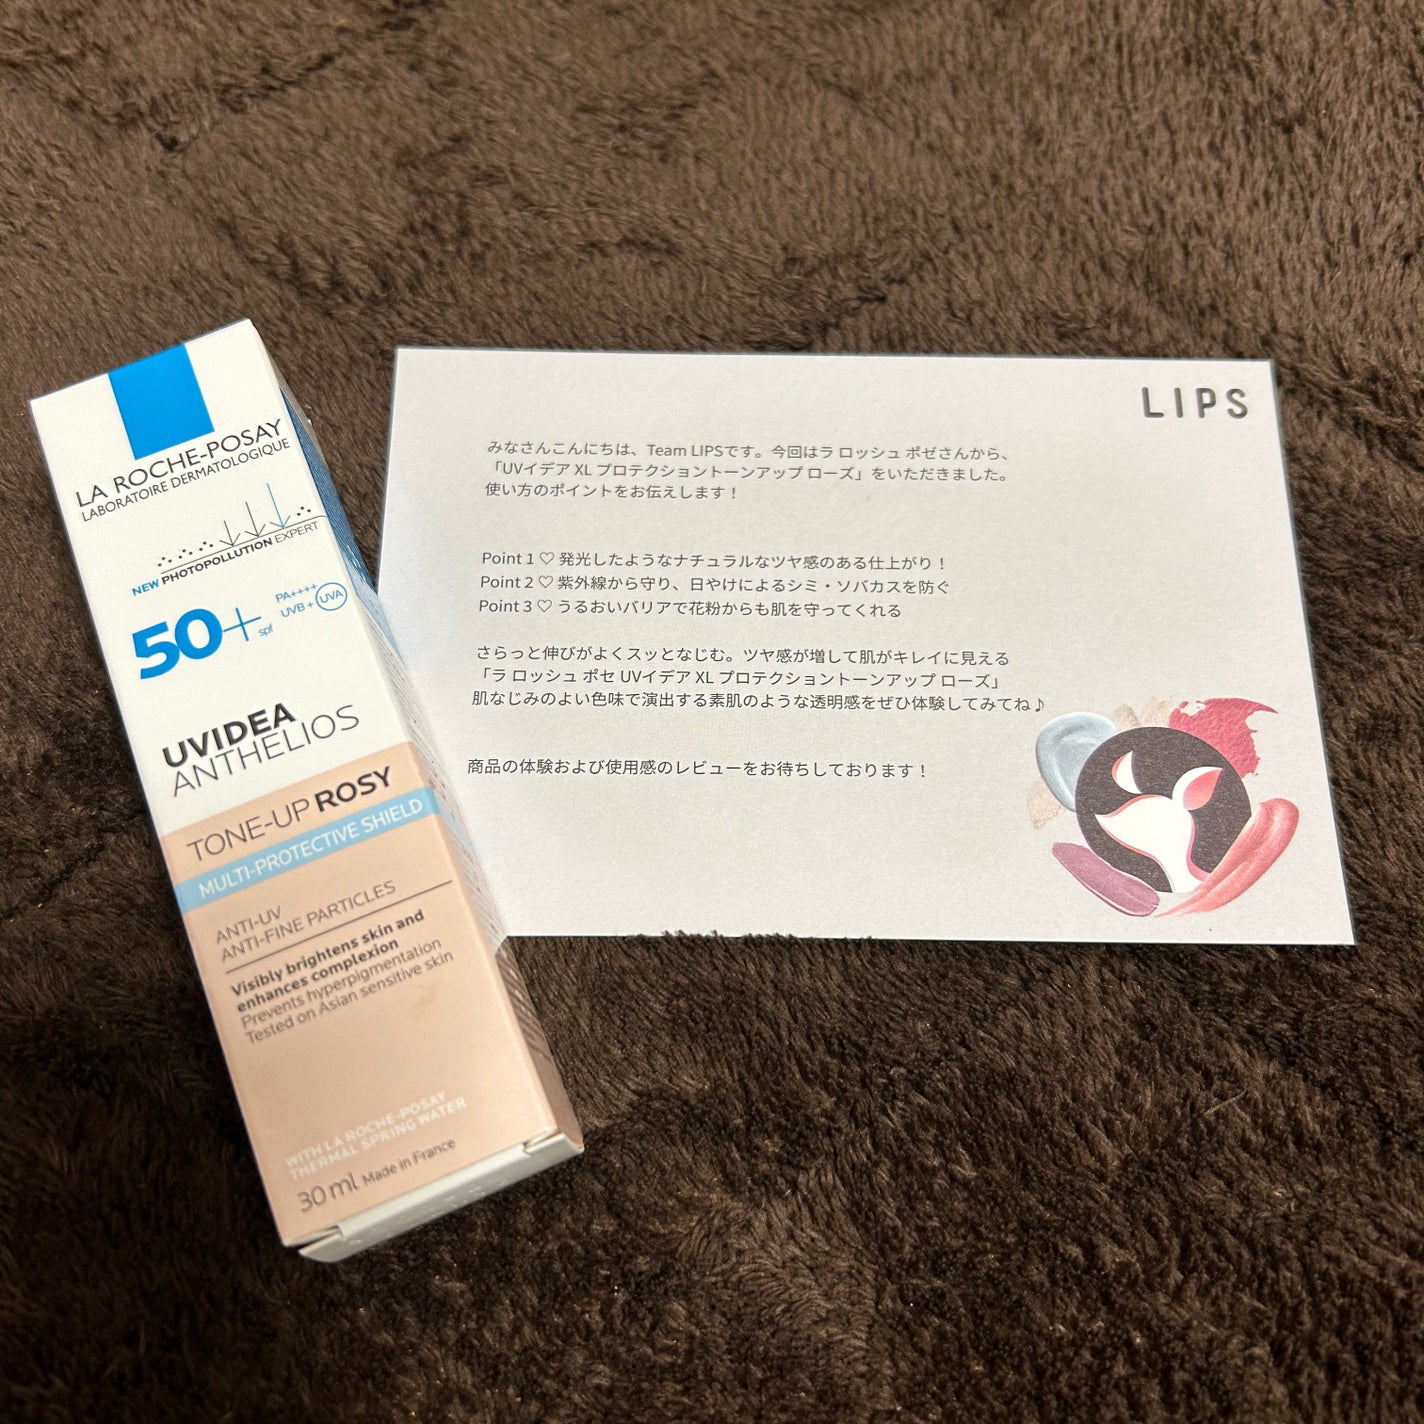 LA ROCHE-POSAY
LABORATOIRE DERMATOLOGIQUE
NEW PHOTOPOLLUTION EXPERT
50+ spf
PA++++
UVB + UVA
UVIDEA
ANTHELIOS
TONE-UP ROSY
MULTI-PROTECTIVE SHIELD
ANTI-UV
ANTI-FINE PARTICLES
Visibly brightens skin and
enhances complexion
Prevents hyperpigmentation
Tested on Asian sensitive skin
WITH LA ROCHE-POSAY
THERMAL SPRING WATER
30 ml Made in France
LIPS
みなさんこんにちは、Team LIPSです。今回はラ ロッシュ ポゼさんから、
「UVイデア XL プロテクショントーンアップ ローズ」をいただきました。
使い方のポイントをお伝えします！
Point 1 ♡ 発光したようなナチュラルなツヤ感のある仕上がり！
Point 2 ♡ 紫外線から守り、日やけによるシミ・ソバカスを防ぐ
Point 3 ♡ うるおいバリアで花粉からも肌を守ってくれる
さらっと伸びがよくスッとなじむ。ツヤ感が増して肌がキレイに見える
「ラ ロッシュ ポゼ UVイデア XL プロテクショントーンアップ ローズ」
肌なじみのよい色味で演出する素肌のような透明感をぜひ体験してみてね♪
商品の体験および使用感のレビューをお待ちしております！